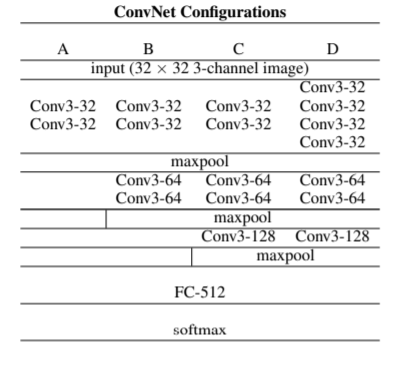 ConvNet Configurations
A B C D
input (32 × 32 3-channel image)
Conv3-32
Conv3-32 Conv3-32 Conv3-32 Conv3-32
Conv3-32 Conv3-32 Conv3-32 Conv3-32
Conv3-32
maxpool
Conv3-64 Conv3-64 Conv3-64
Conv3-64 Conv3-64 Conv3-64
maxpool
Conv3-128 Conv3-128
maxpool
FC-512
softmax